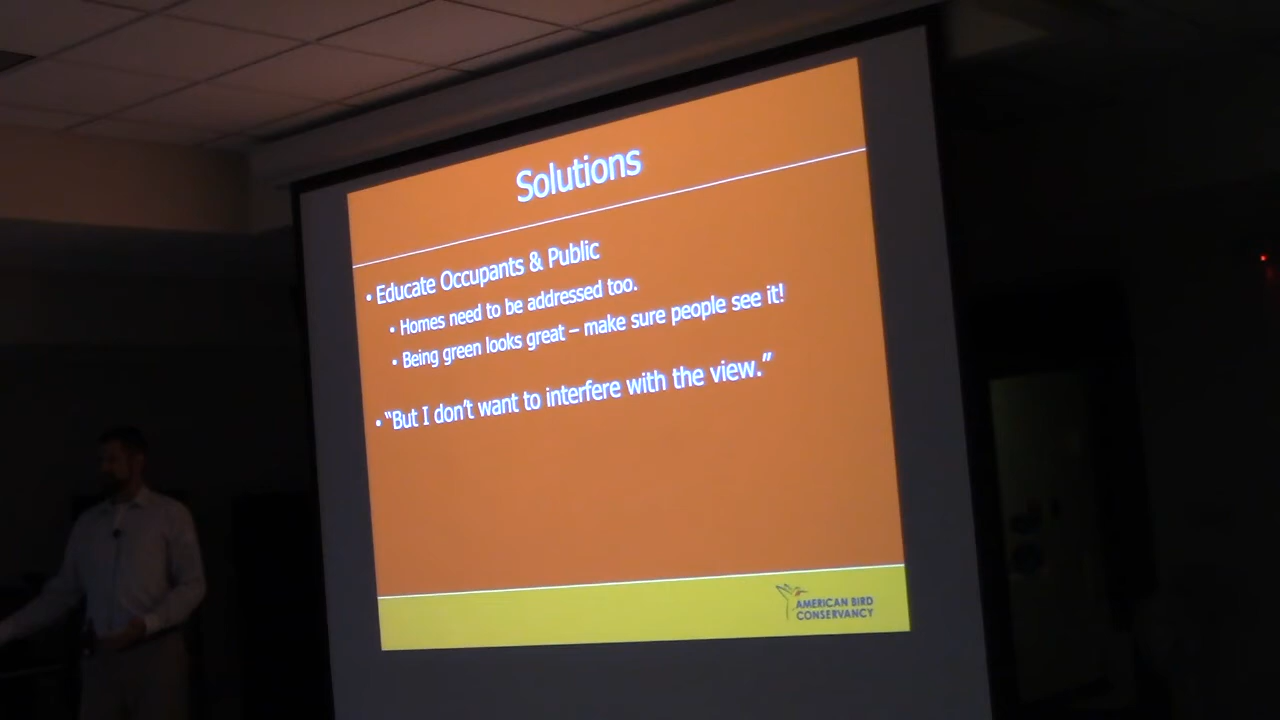 Solutions
• Educate Occupants & Public
• Homes need to be addressed too.
• Being green looks great – make sure people see it!
• “But I don’t want to interfere with the view.”
AMERICAN BIRD
CONSERVANCY